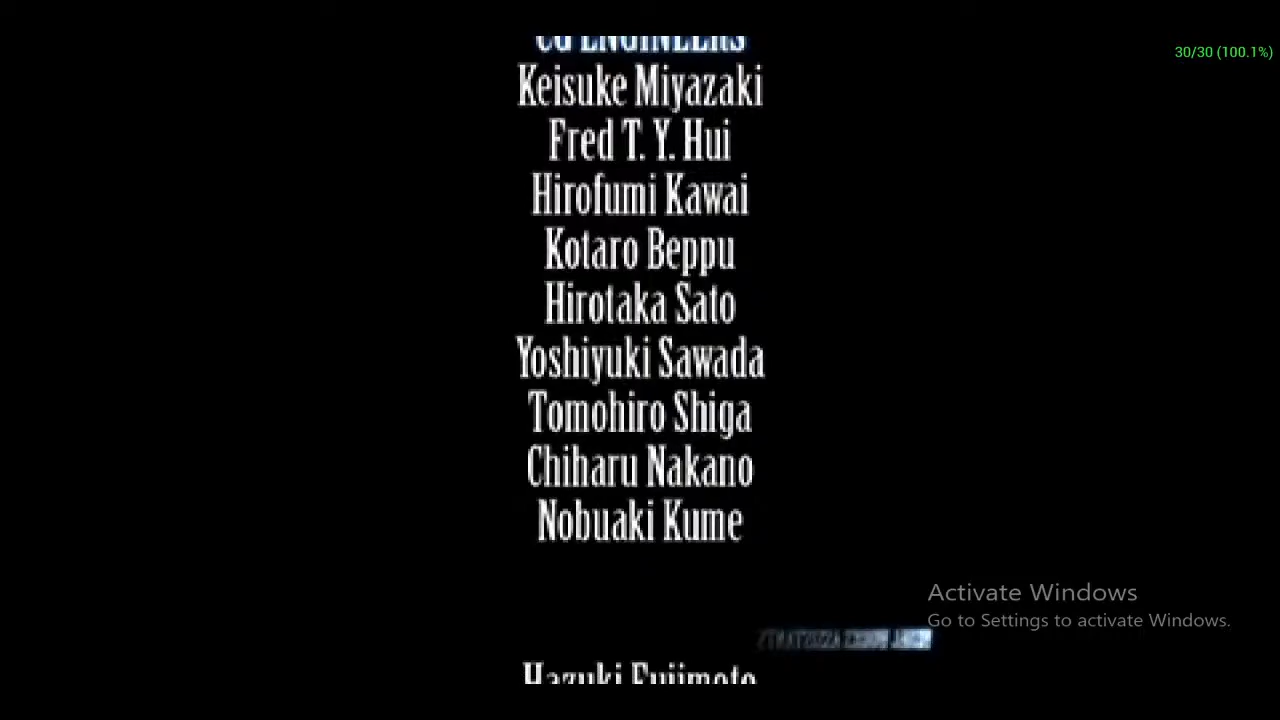 30/30 (100.1%)
CG ENGINEERS
Keisuke Miyazaki
Fred T. Y. Hui
Hirofumi Kawai
Kotaro Beppu
Hirotaka Sato
Yoshiyuki Sawada
Tomohiro Shiga
Chiharu Nakano
Nobuaki Kume
Activate Windows
Go to Settings to activate Windows.
Hazuki Fujimoto